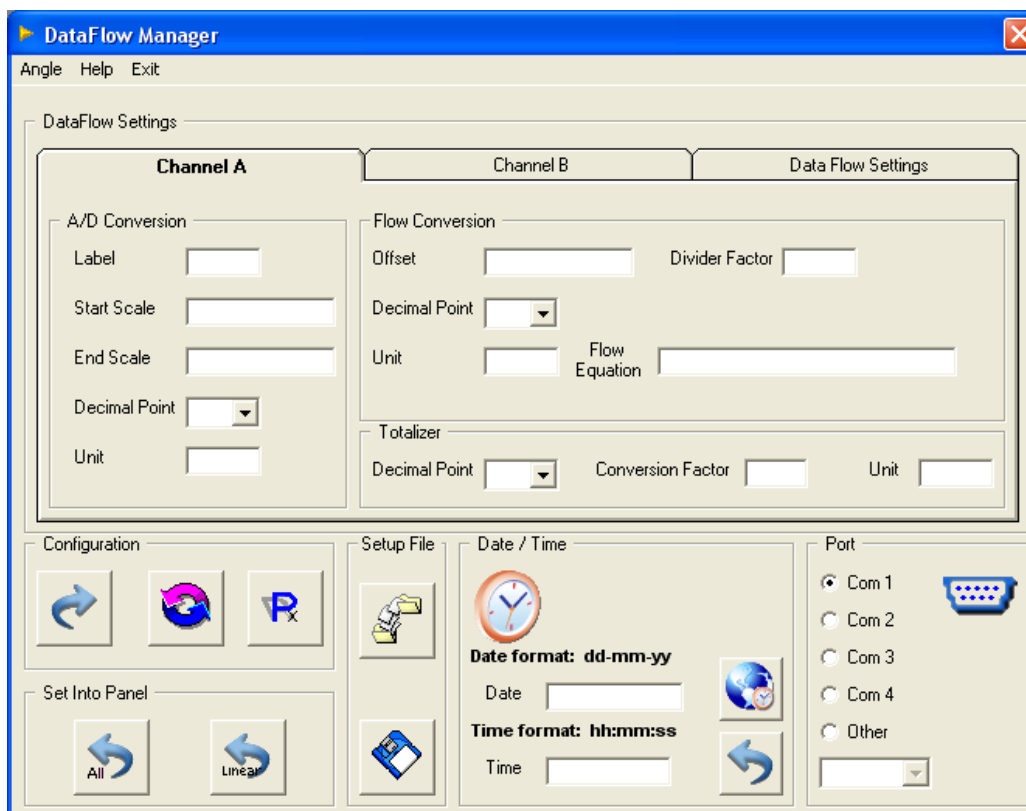 DataFlow Manager
Angle Help Exit
DataFlow Settings
Channel A
Channel B
Data Flow Settings
A/D Conversion
Label
Start Scale
End Scale
Decimal Point
Unit
Flow Conversion
Offset
Divider Factor
Decimal Point
Unit
Flow
Equation
Totalizer
Decimal Point
Conversion Factor
Unit
Configuration
Rx
Set Into Panel
All
Linear
Setup File
Date / Time
Date format: dd-mm-yy
Date
Time format: hh:mm:ss
Time
Port
Com 1
Com 2
Com 3
Com 4
Other